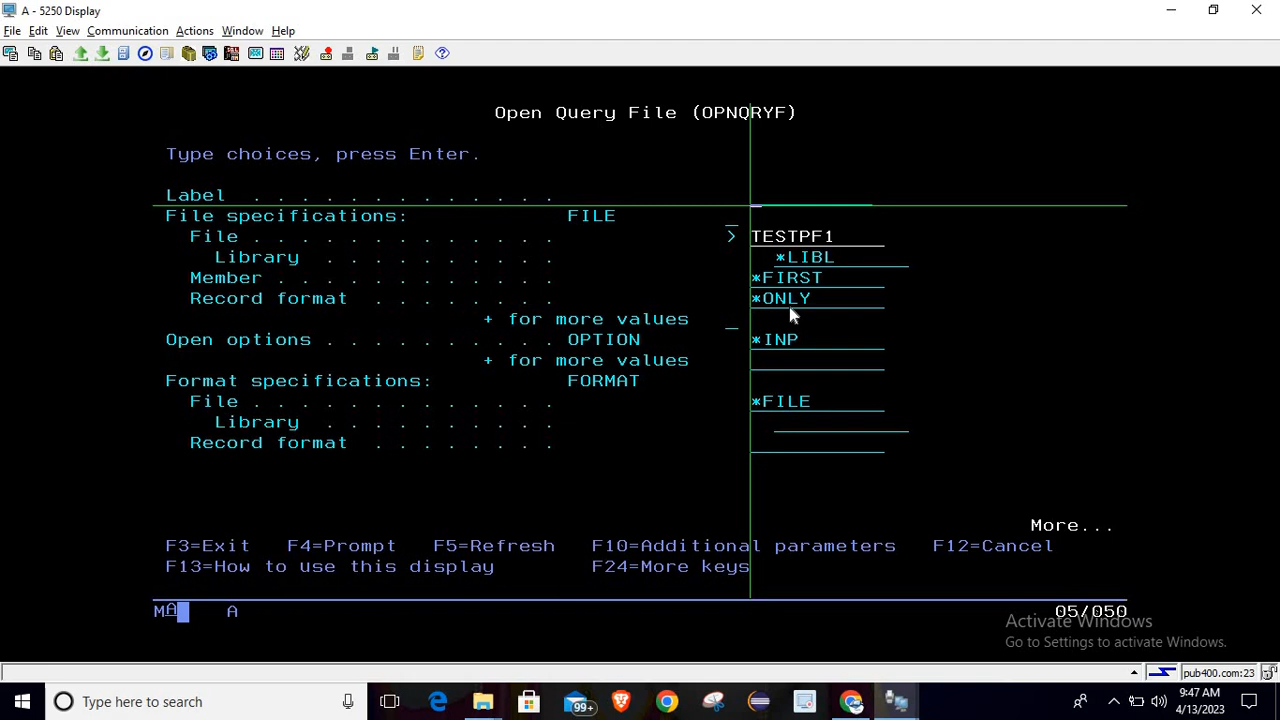 A - 5250 Display
File Edit View Communication Actions Window Help
Open Query File (OPNQRYF)
Type choices, press Enter.
Label . . . . . . . . . . . . .
File specifications: FILE
File . . . . . . . . . . . . . > TESTPF1
Library . . . . . . . . . . *LIBL
Member . . . . . . . . . . . . *FIRST
Record format . . . . . . . . *ONLY
+ for more values
Open options . . . . . . . . . . OPTION *INP
+ for more values
Format specifications: FORMAT
File . . . . . . . . . . . . . *FILE
Library . . . . . . . . . .
Record format . . . . . . . .
More...
F3=Exit F4=Prompt F5=Refresh F10=Additional parameters F12=Cancel
F13=How to use this display F24=More keys
MA A 05/050
Activate Windows
Go to Settings to activate Windows.
pub400.com:23
Type here to search
99+
9:47 AM
4/13/2023